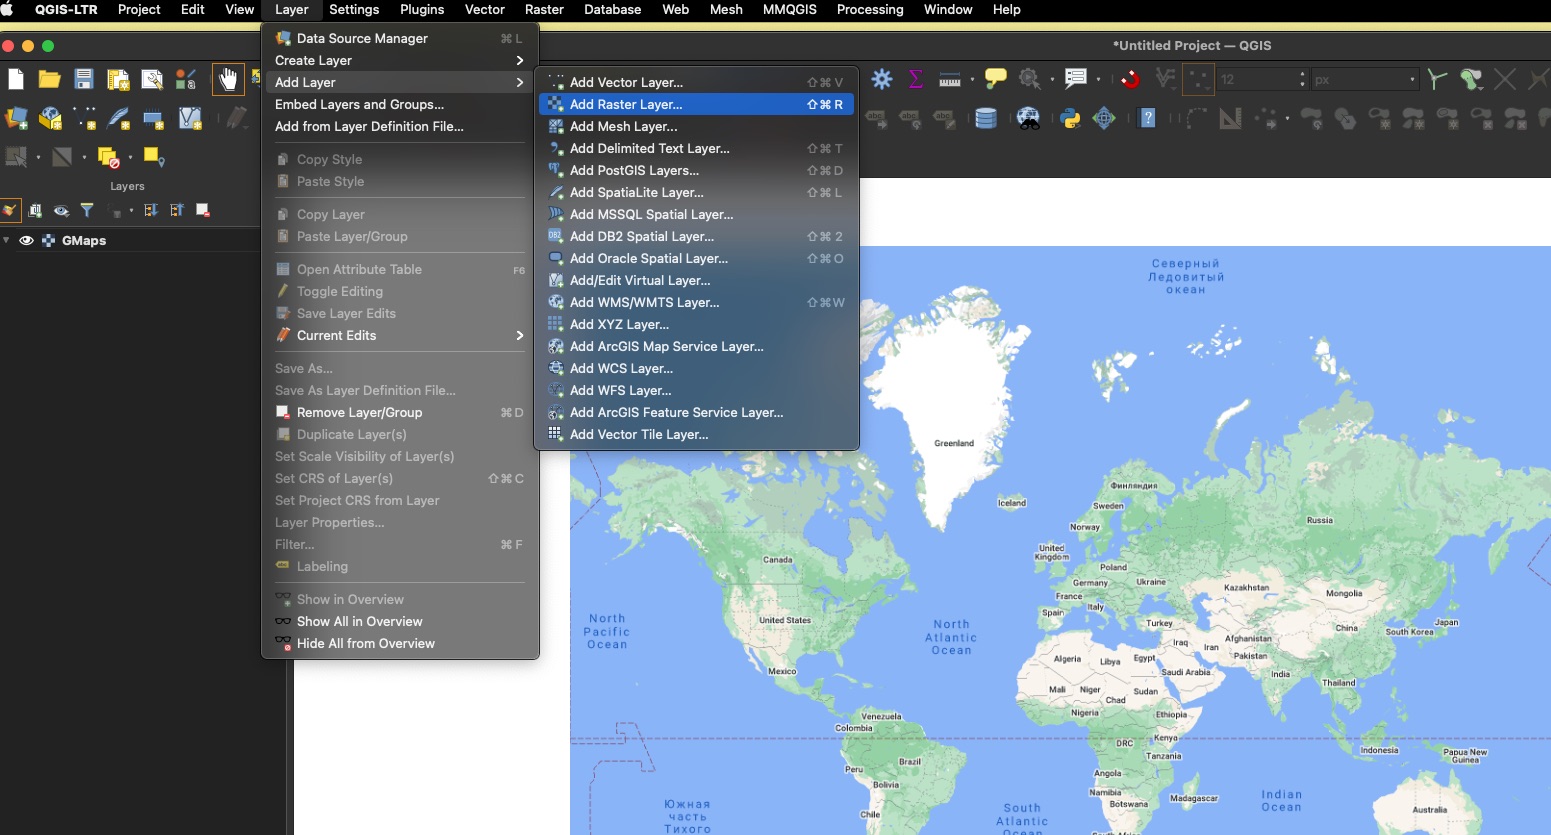 QGIS-LTR Project Edit View Layer Settings Plugins Vector Raster Database Web Mesh MMQGIS Processing Window Help
*Untitled Project — QGIS
12 px
Layers
GMaps
Data Source Manager ⌘ L
Create Layer >
Add Layer >
Embed Layers and Groups...
Add from Layer Definition File...
Copy Style
Paste Style
Copy Layer
Paste Layer/Group
Open Attribute Table F6
Toggle Editing
Save Layer Edits
Current Edits >
Save As...
Save As Layer Definition File...
Remove Layer/Group ⌘ D
Duplicate Layer(s)
Set Scale Visibility of Layer(s)
Set CRS of Layer(s) ⇧⌘ C
Set Project CRS from Layer
Layer Properties...
Filter... ⌘ F
Labeling
Show in Overview
Show All in Overview
Hide All from Overview
Add Vector Layer... ⇧⌘ V
Add Raster Layer... ⇧⌘ R
Add Mesh Layer...
Add Delimited Text Layer... ⇧⌘ T
Add PostGIS Layers... ⇧⌘ D
Add SpatiaLite Layer... ⇧⌘ L
Add MSSQL Spatial Layer...
Add DB2 Spatial Layer... ⇧⌘ 2
Add Oracle Spatial Layer... ⇧⌘ O
Add/Edit Virtual Layer...
Add WMS/WMTS Layer... ⇧⌘ W
Add XYZ Layer...
Add ArcGIS Map Service Layer...
Add WCS Layer...
Add WFS Layer...
Add ArcGIS Feature Service Layer...
Add Vector Tile Layer...
Северный
Ледовитый
океан
Greenland
Iceland
Финляндия
Sweden
Norway
Russia
United
Kingdom
Poland
Germany
Ukraine
France
Italy
Spain
Turkey
Kazakhstan
Mongolia
China
Japan
South Korea
Afghanistan
Pakistan
Iraq
Iran
Canada
United States
Mexico
North
Pacific
Ocean
North
Atlantic
Ocean
Algeria
Libya
Egypt
Saudi Arabia
India
Thailand
Mali
Niger
Chad
Sudan
Nigeria
Ethiopia
Venezuela
Colombia
DRC
Kenya
Tanzania
Indonesia
Papua New
Guinea
Peru
Brazil
Bolivia
Angola
Namibia
Botswana
Madagascar
Indian
Ocean
Australia
Chile
Южная
часть
Тихого
South
Atlantic